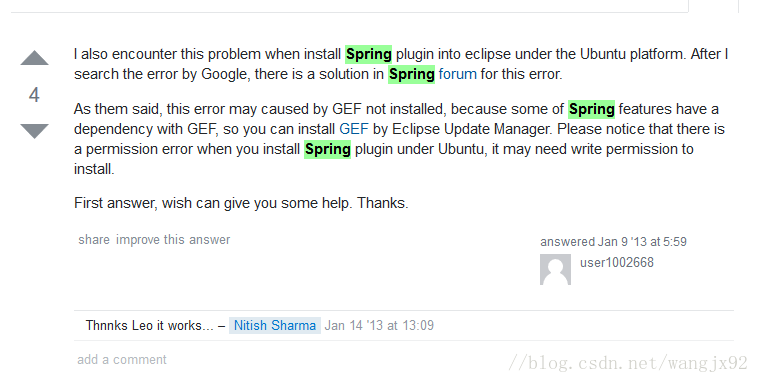 I also encounter this problem when install Spring plugin into eclipse under the Ubuntu platform. After I
search the error by Google, there is a solution in Spring forum for this error.
4
As them said, this error may caused by GEF not installed, because some of Spring features have a
dependency with GEF, so you can install GEF by Eclipse Update Manager. Please notice that there is
a permission error when you install Spring plugin under Ubuntu, it may need write permission to
install.
First answer, wish can give you some help. Thanks.
share improve this answer
answered Jan 9 '13 at 5:59
user1002668
Thnnks Leo it works... – Nitish Sharma Jan 14 '13 at 13:09
add a comment
//blog.csdn.net/wangjx92